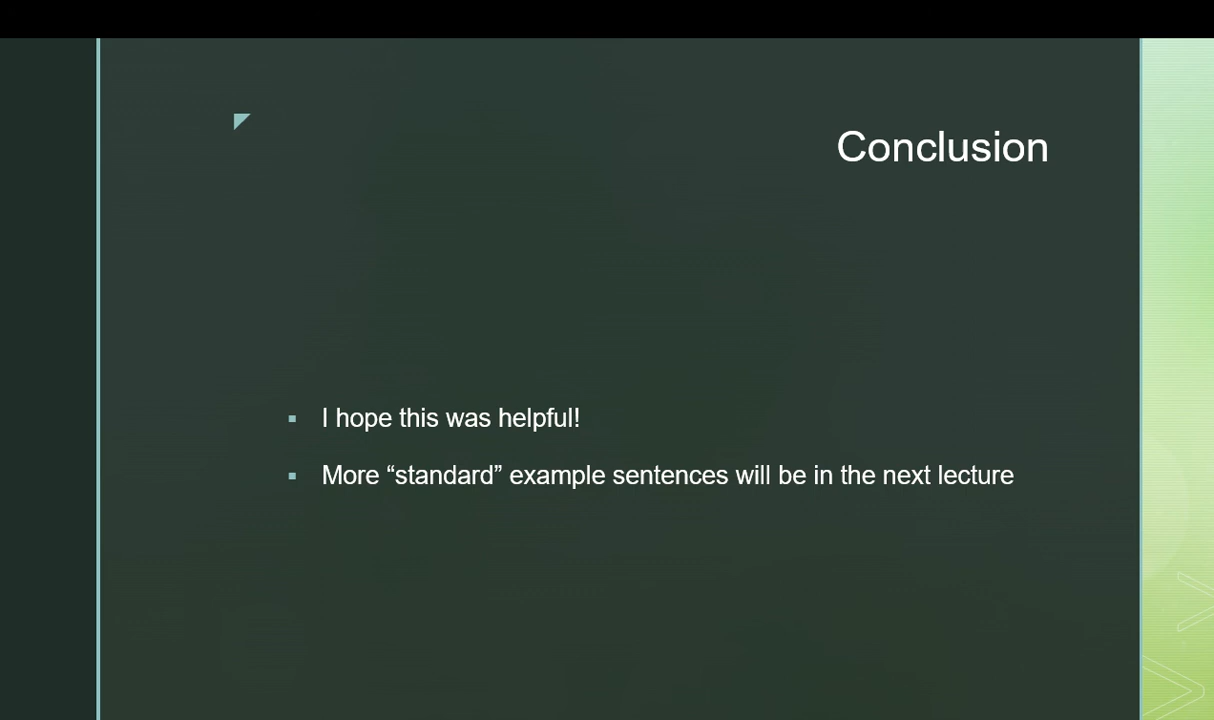 Conclusion
I hope this was helpful!
More “standard” example sentences will be in the next lecture